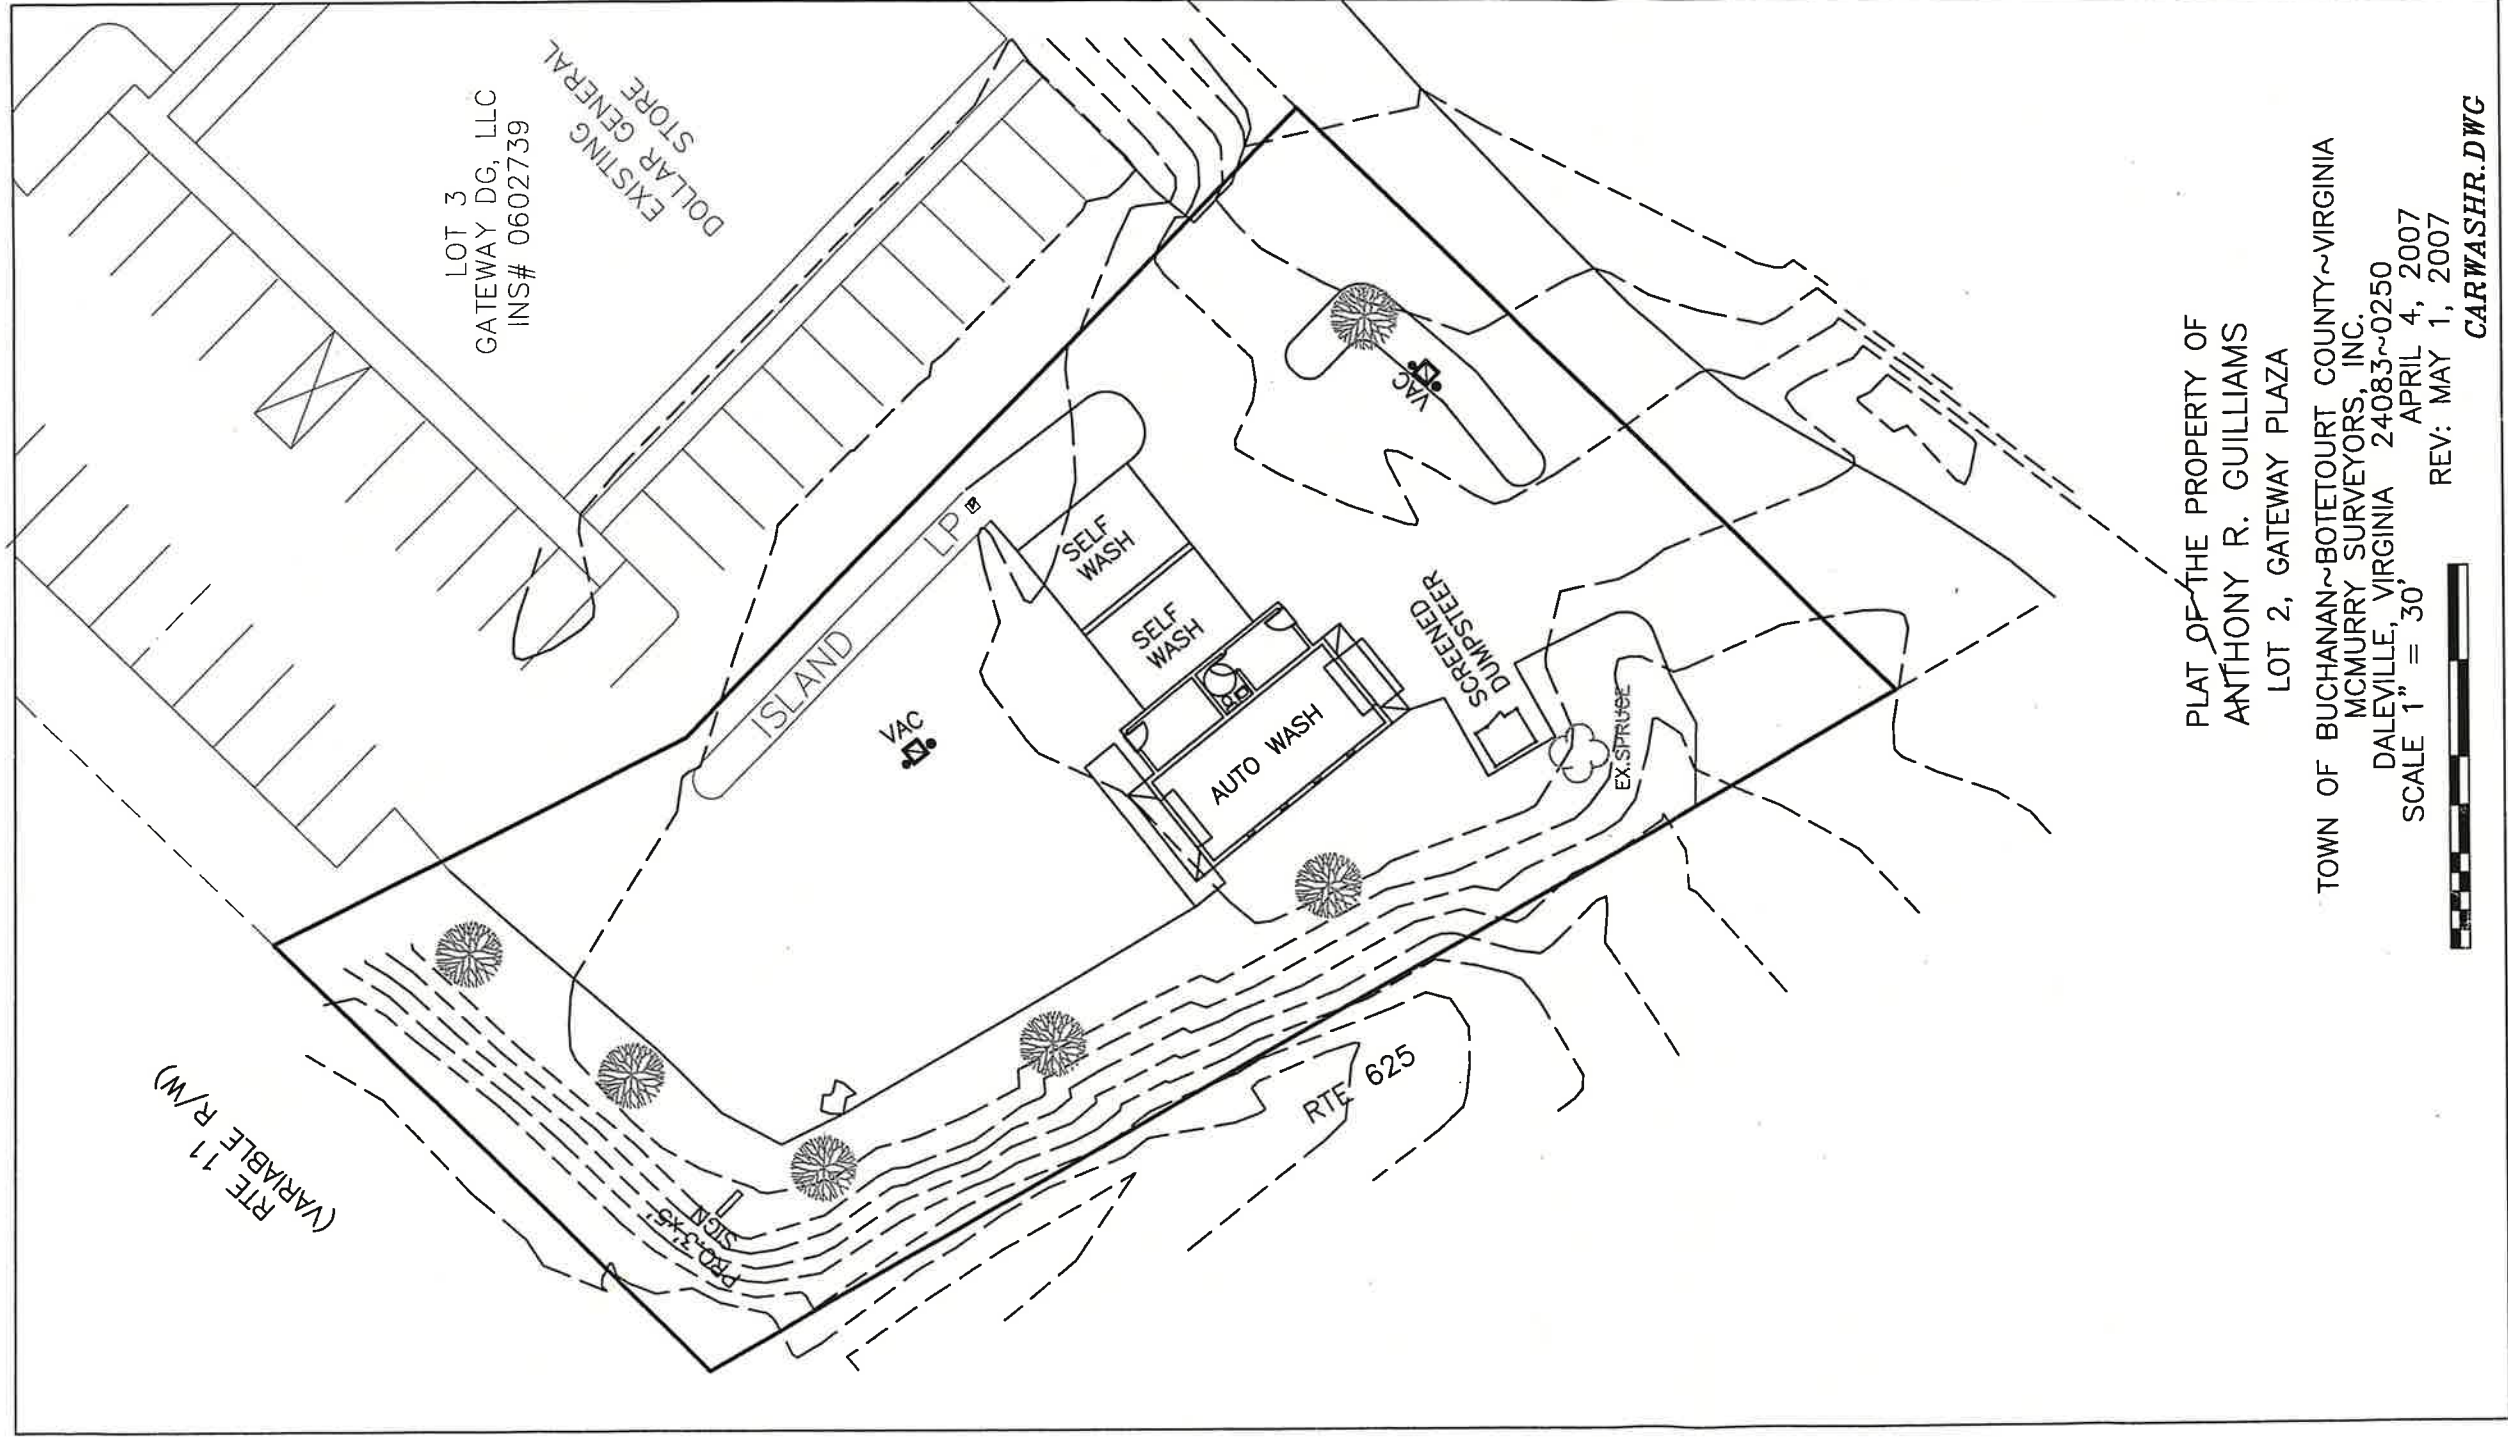 RTE 11
(VARIABLE R/W)
LOT 3
GATEWAY DG, LLC
INS# 0602739
EXISTING
DOLLAR GENERAL
STORE
ISLAND
LP
VAC
VAC
SELF
WASH
SELF
WASH
AUTO WASH
SCREENED
DUMPSTEER
EX.SPRUCE
PRO.3'x5'
SIGN
RTE 625
PLAT OF THE PROPERTY OF
ANTHONY R. GUILLIAMS
LOT 2, GATEWAY PLAZA
TOWN OF BUCHANAN~BOTETOURT COUNTY~VIRGINIA
MCMURRY SURVEYORS, INC.
DALEVILLE, VIRGINIA 24083~0250
SCALE 1" = 30' APRIL 4, 2007
REV: MAY 1, 2007
CARWASHR.DWG